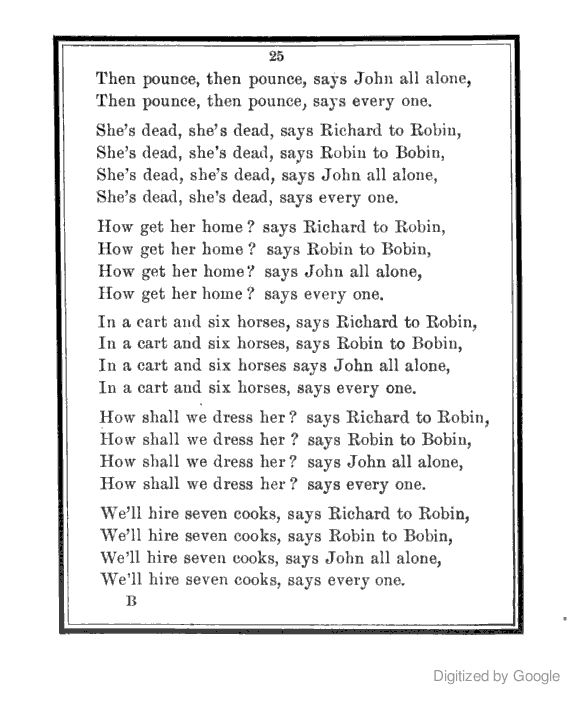 25
Then pounce, then pounce, says John all alone,
Then pounce, then pounce, says every one.
She's dead, she's dead, says Richard to Robin,
She's dead, she's dead, says Robin to Bobin,
She's dead, she's dead, says John all alone,
She's dead, she's dead, says every one.
How get her home? says Richard to Robin,
How get her home? says Robin to Bobin,
How get her home? says John all alone,
How get her home? says every one.
In a cart and six horses, says Richard to Robin,
In a cart and six horses, says Robin to Bobin,
In a cart and six horses says John all alone,
In a cart and six horses, says every one.
How shall we dress her? says Richard to Robin,
How shall we dress her? says Robin to Bobin,
How shall we dress her? says John all alone,
How shall we dress her? says every one.
We'll hire seven cooks, says Richard to Robin,
We'll hire seven cooks, says Robin to Bobin,
We'll hire seven cooks, says John all alone,
We'll hire seven cooks, says every one.
B
Digitized by Google